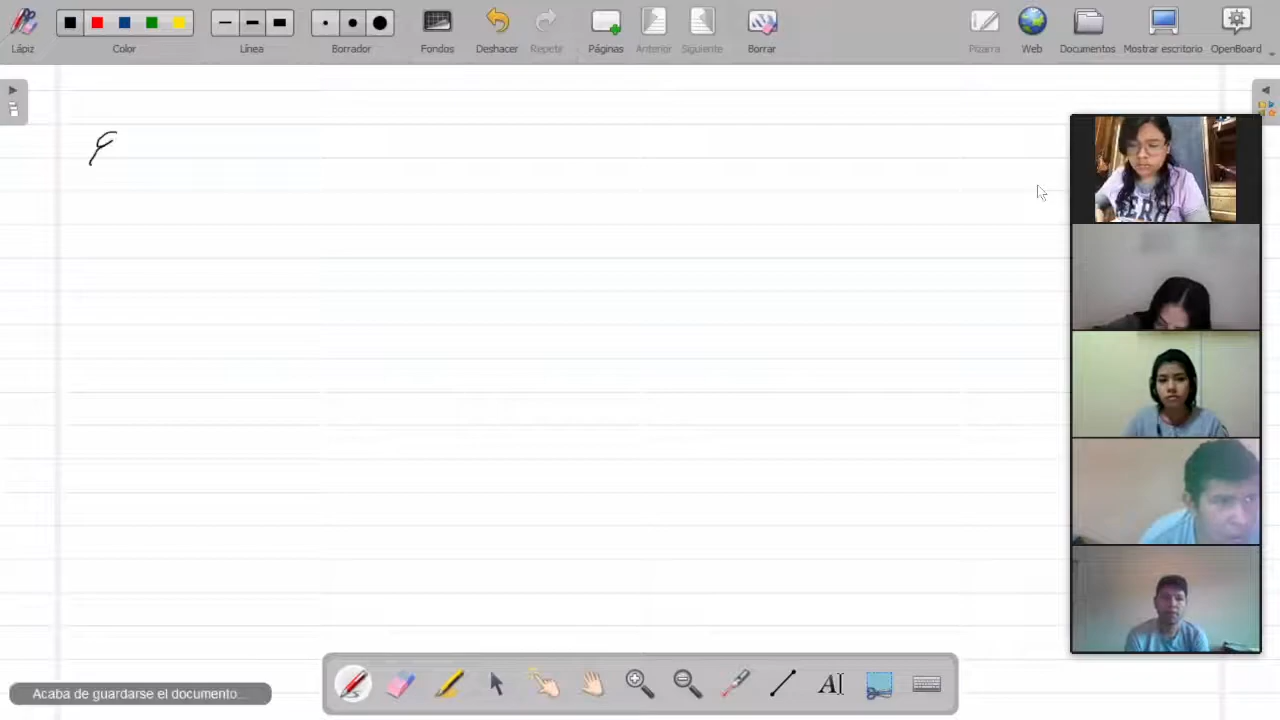 Lápiz Color Línea Borrador Fondos Deshacer Repetir Páginas Anterior Siguiente Borrar Pizarra Web Documentos Mostrar escritorio OpenBoard
AI
Acaba de guardarse el documento...